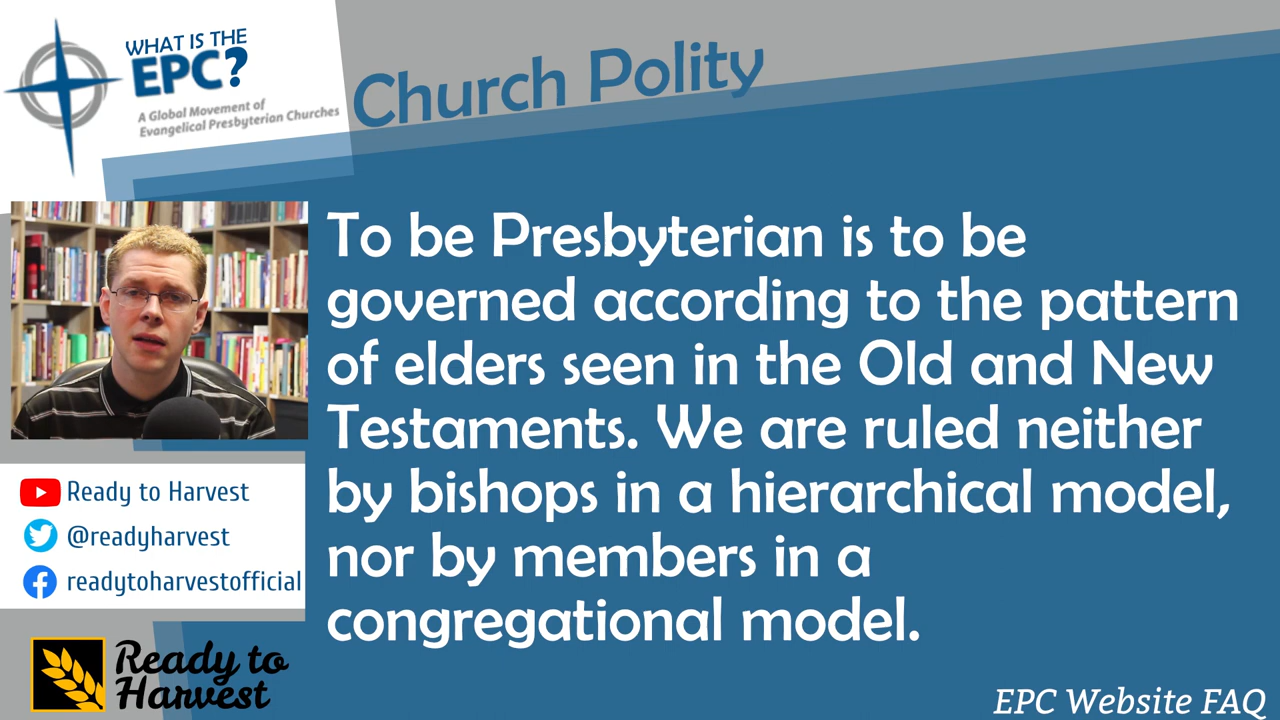 WHAT IS THE
EPC?
A Global Movement of
Evangelical Presbyterian Churches
Church Polity
To be Presbyterian is to be
governed according to the pattern
of elders seen in the Old and New
Testaments. We are ruled neither
by bishops in a hierarchical model,
nor by members in a
congregational model.
Ready to Harvest
@readyharvest
readytoharvestofficial
Ready to
Harvest
EPC Website FAQ